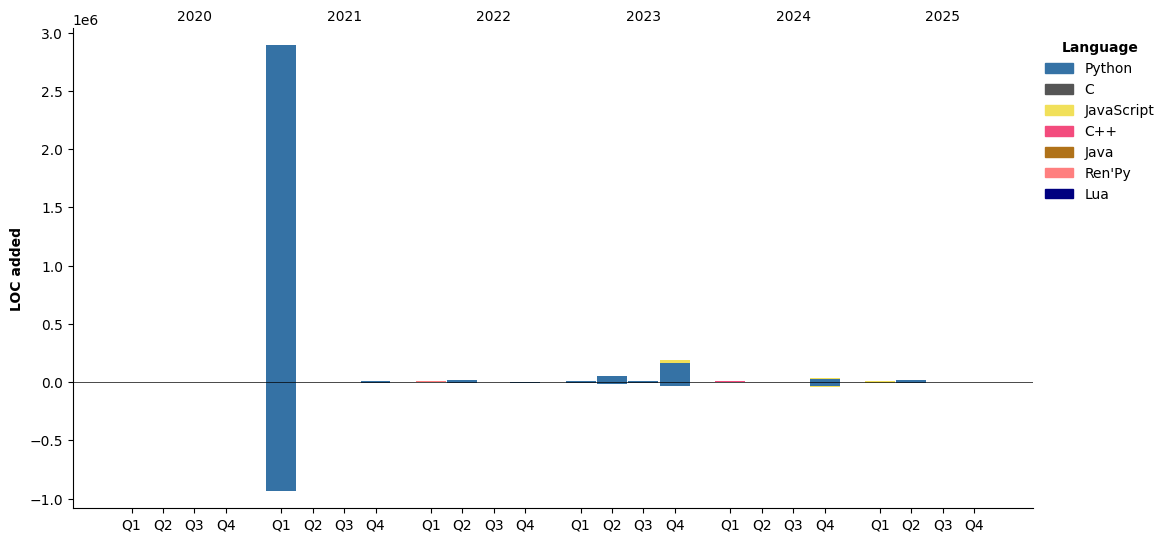 2020 2021 2022 2023 2024 2025
1e6
3.0
2.5
2.0
1.5
1.0
0.5
0.0
−0.5
−1.0
LOC added
Q1 Q2 Q3 Q4 Q1 Q2 Q3 Q4 Q1 Q2 Q3 Q4 Q1 Q2 Q3 Q4 Q1 Q2 Q3 Q4 Q1 Q2 Q3 Q4
Language
Python
C
JavaScript
C++
Java
Ren'Py
Lua